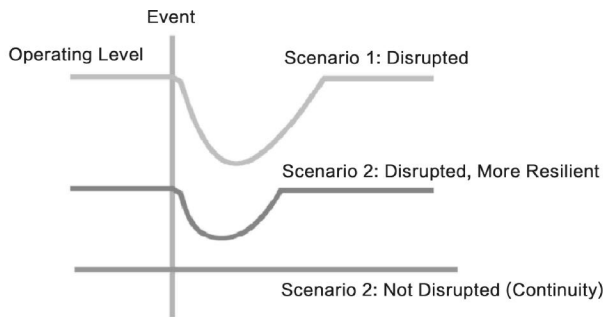 Event
Operating Level
Scenario 1: Disrupted
Scenario 2: Disrupted, More Resilient
Scenario 2: Not Disrupted (Continuity)